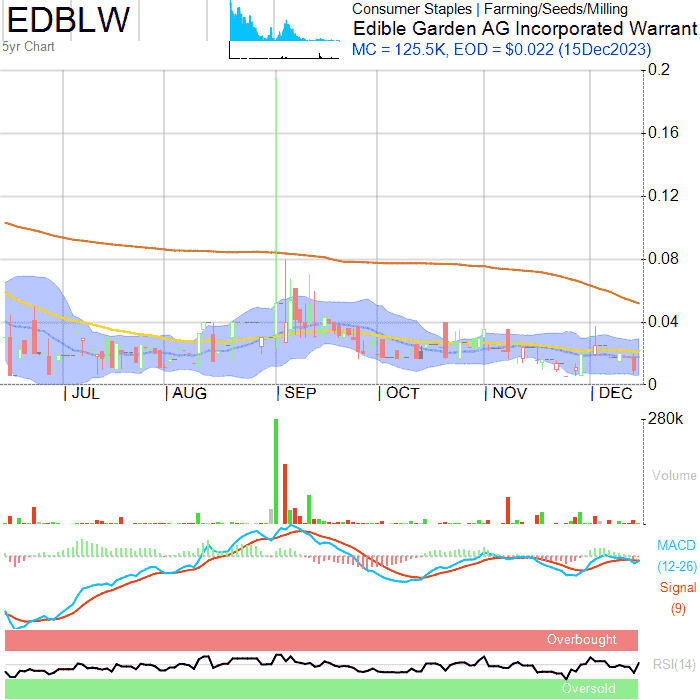 EDBLW
5yr Chart
Consumer Staples | Farming/Seeds/Milling
Edible Garden AG Incorporated Warrant
MC = 125.5K, EOD = $0.022 (15Dec2023)
0.2
0.16
0.12
0.08
0.04
0
JUL AUG SEP OCT NOV DEC
280k
Volume
MACD
(12-26)
Signal
(9)
Overbought
RSI(14)
Oversold